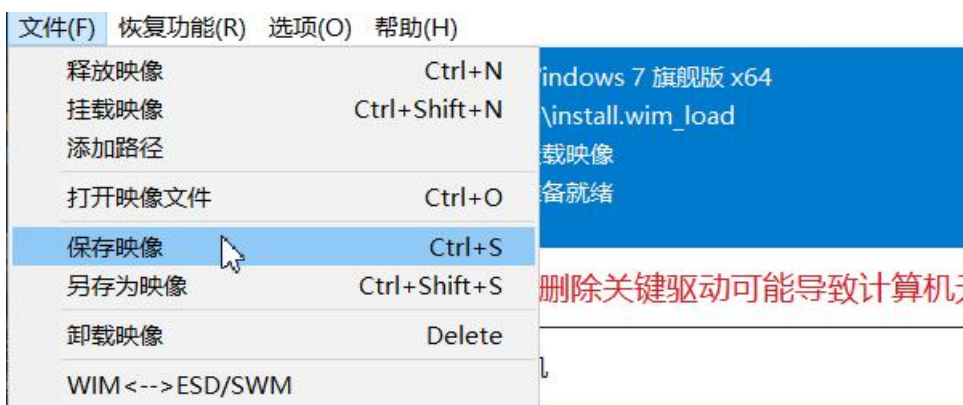 文件(F) 恢复功能(R) 选项(O) 帮助(H)
释放映像 Ctrl+N
挂载映像 Ctrl+Shift+N
添加路径
打开映像文件 Ctrl+O
保存映像 Ctrl+S
另存为映像 Ctrl+Shift+S
卸载映像 Delete
WIM<-->ESD/SWM
indows 7 旗舰版 x64
\install.wim_load
载映像
备就绪
删除关键驱动可能导致计算机